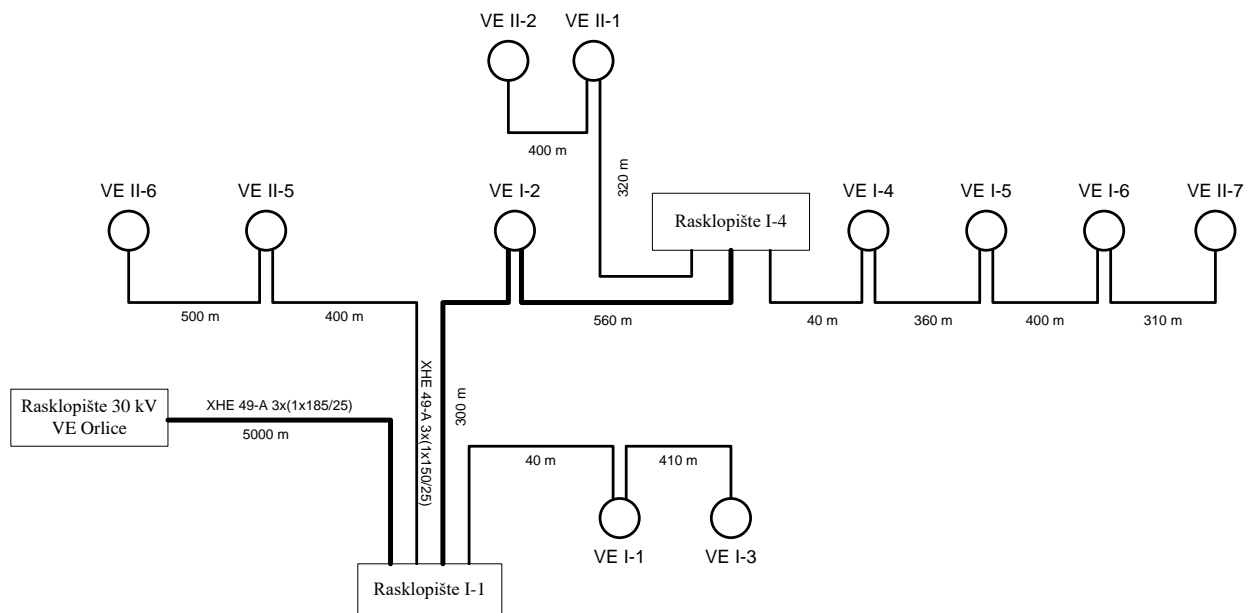 VE II-2
VE II-1
400 m
320 m
VE II-6
VE II-5
VE I-2
Rasklopište I-4
VE I-4
VE I-5
VE I-6
VE II-7
500 m
400 m
560 m
40 m
360 m
400 m
310 m
XHE 49-A 3x(1x150/25)
300 m
Rasklopište 30 kV
VE Orlice
XHE 49-A 3x(1x185/25)
5000 m
40 m
410 m
VE I-1
VE I-3
Rasklopište I-1